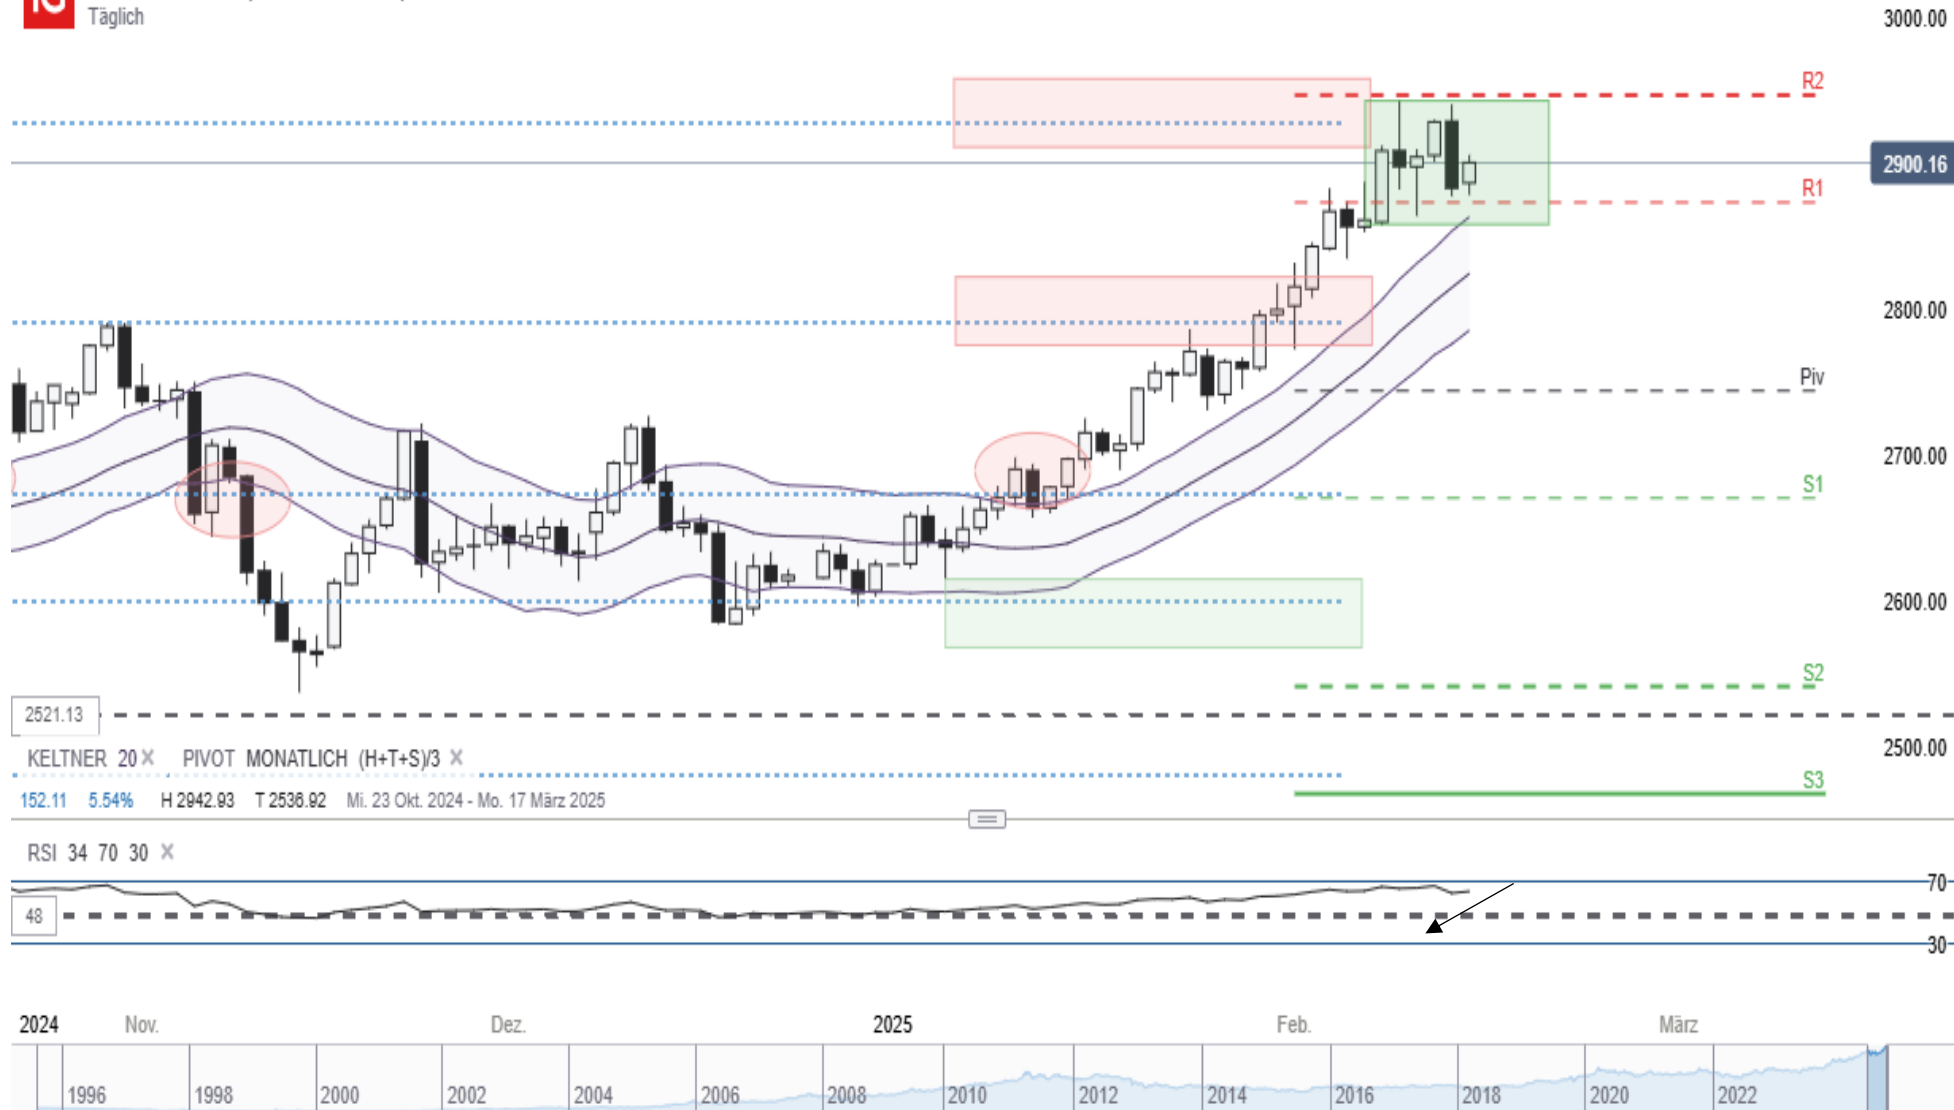 IG
Täglich
3000.00
R2
2900.16
R1
2800.00
Piv
2700.00
S1
2600.00
S2
2521.13
KELTNER 20 X PIVOT MONATLICH (H+T+S)/3 X
2500.00
S3
152.11 5.54% H 2942.93 T 2536.92 Mi. 23 Okt. 2024 - Mo. 17 März 2025
RSI 34 70 30 X
70
48
30
2024 Nov. Dez. 2025 Feb. März
1996 1998 2000 2002 2004 2006 2008 2010 2012 2014 2016 2018 2020 2022